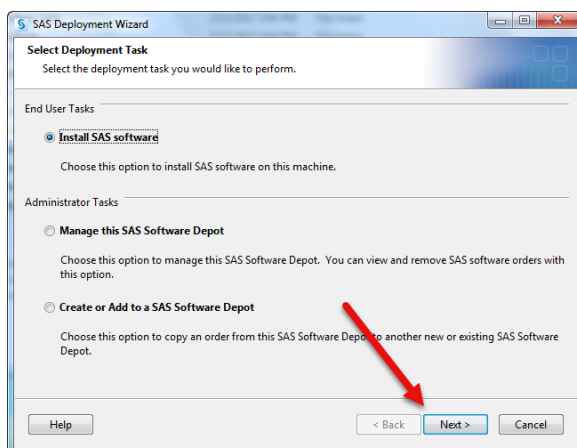 SAS Deployment Wizard
Select Deployment Task
Select the deployment task you would like to perform.
End User Tasks
Install SAS software
Choose this option to install SAS software on this machine.
Administrator Tasks
Manage this SAS Software Depot
Choose this option to manage this SAS Software Depot. You can view and remove SAS software orders with
this option.
Create or Add to a SAS Software Depot
Choose this option to copy an order from this SAS Software Depot to another new or existing SAS Software
Depot.
Help
< Back
Next >
Cancel